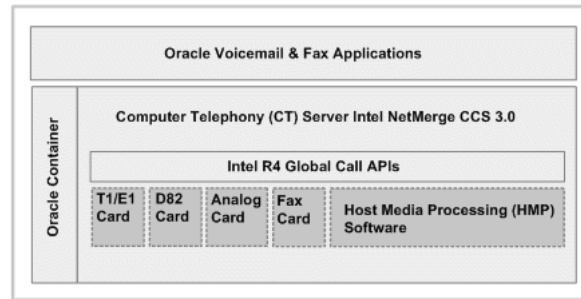 Oracle Voicemail & Fax Applications
Oracle Container
Computer Telephony (CT) Server Intel NetMerge CCS 3.0
Intel R4 Global Call APIs
T1/E1
Card
D82
Card
Analog
Card
Fax
Card
Host Media Processing (HMP)
Software